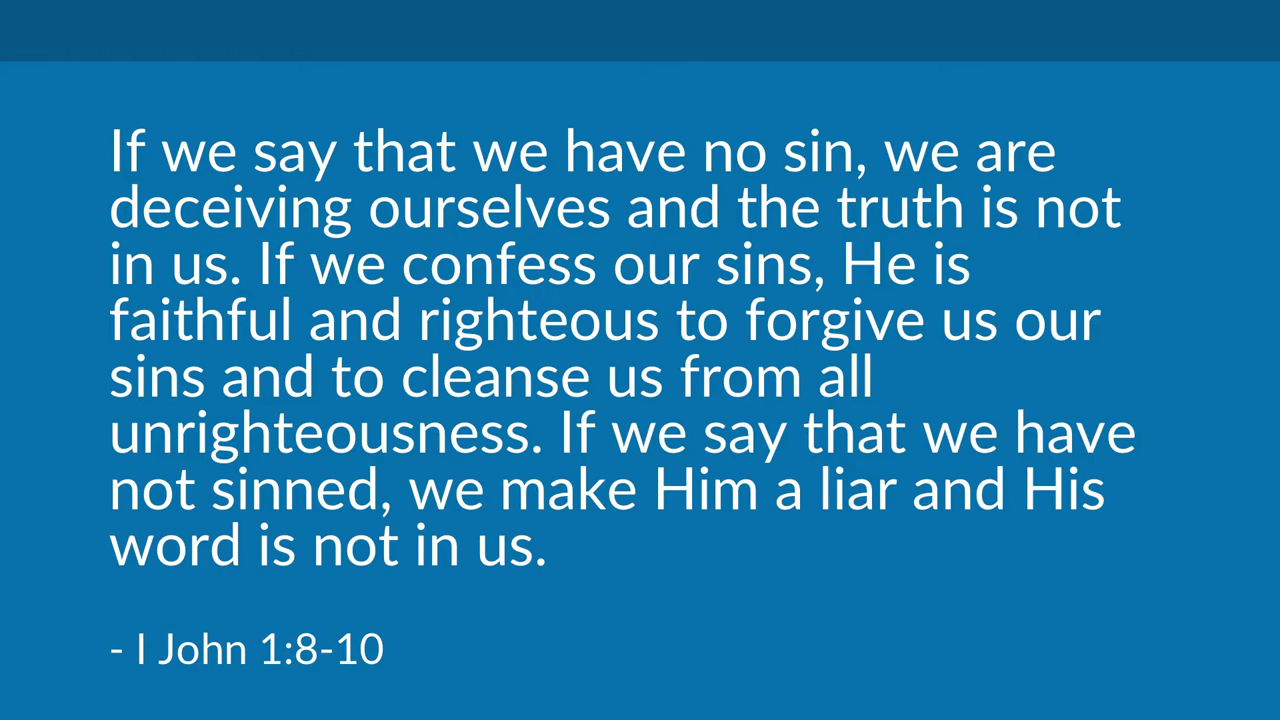 If we say that we have no sin, we are
deceiving ourselves and the truth is not
in us. If we confess our sins, He is
faithful and righteous to forgive us our
sins and to cleanse us from all
unrighteousness. If we say that we have
not sinned, we make Him a liar and His
word is not in us.
- I John 1:8-10